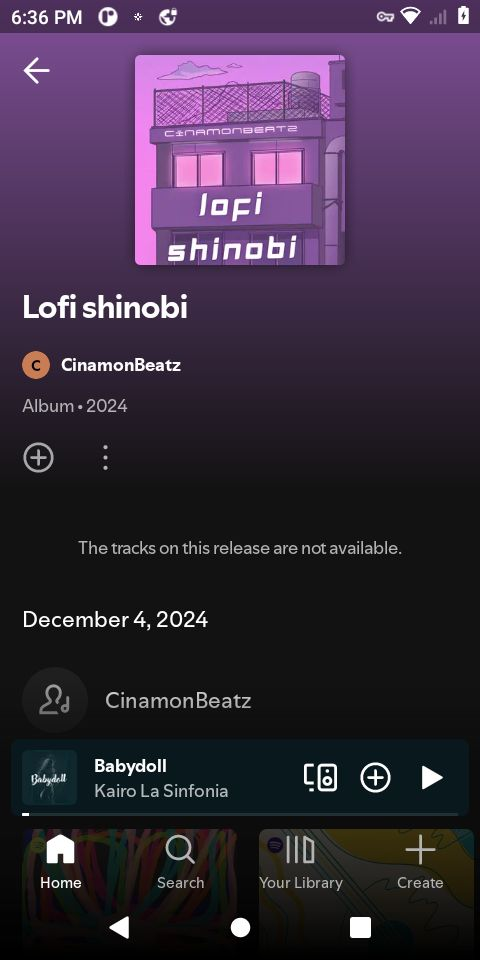 6:36 PM
CINAMONBEATZ
lofi
shinobi
Lofi shinobi
C
CinamonBeatz
Album • 2024
The tracks on this release are not available.
December 4, 2024
CinamonBeatz
Babydoll
Babydoll
Kairo La Sinfonia
Home
Search
Your Library
Create